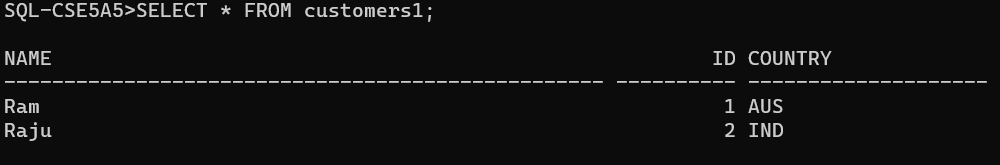 SQL-CSE5A5>SELECT * FROM customers1;
NAME ID COUNTRY
-------------------------------------------------- ---------- --------------------
Ram 1 AUS
Raju 2 IND